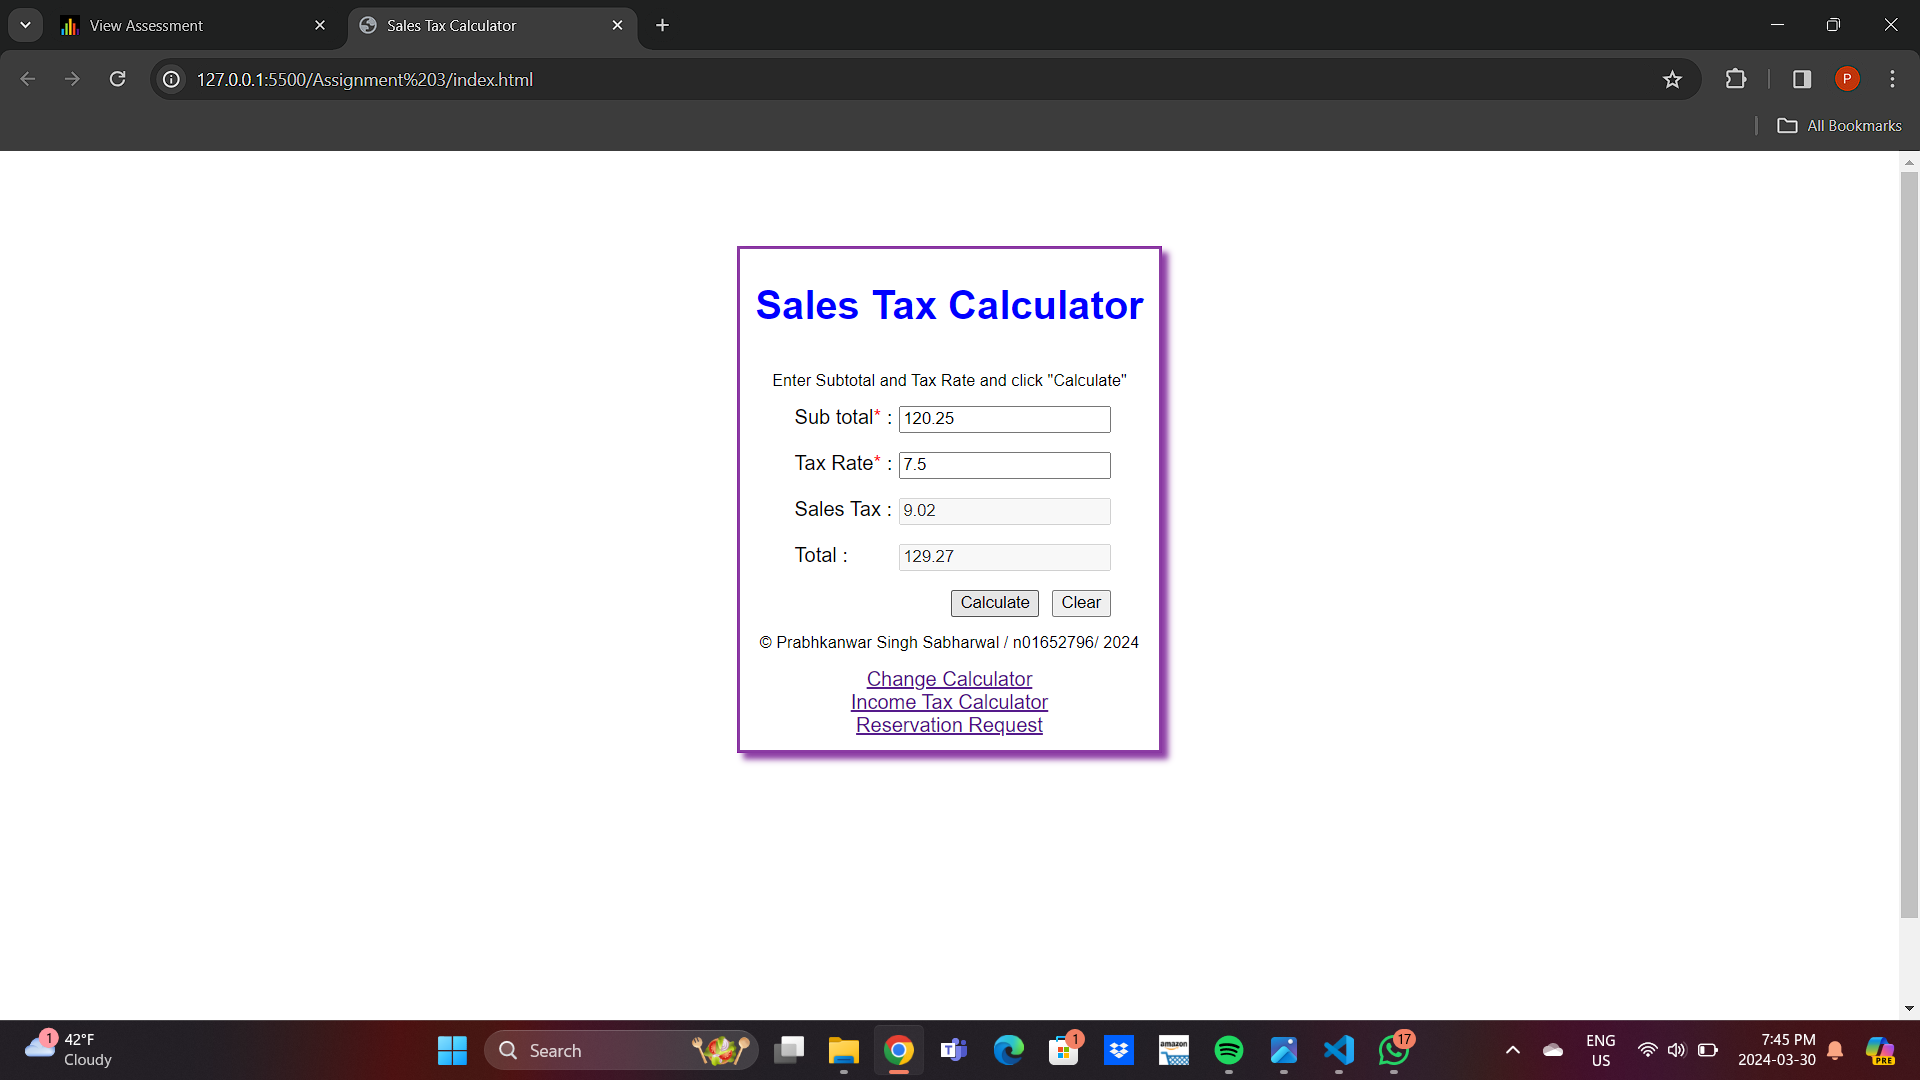 View Assessment
Sales Tax Calculator
127.0.0.1:5500/Assignment%203/index.html
P
All Bookmarks
Sales Tax Calculator
Enter Subtotal and Tax Rate and click "Calculate"
Sub total* : 120.25
Tax Rate* : 7.5
Sales Tax : 9.02
Total : 129.27
Calculate Clear
© Prabhkanwar Singh Sabharwal / n01652796/ 2024
Change Calculator
Income Tax Calculator
Reservation Request
1
42°F
Cloudy
Search
T
1
amazon
17
ENG
US
7:45 PM
2024-03-30
PRE